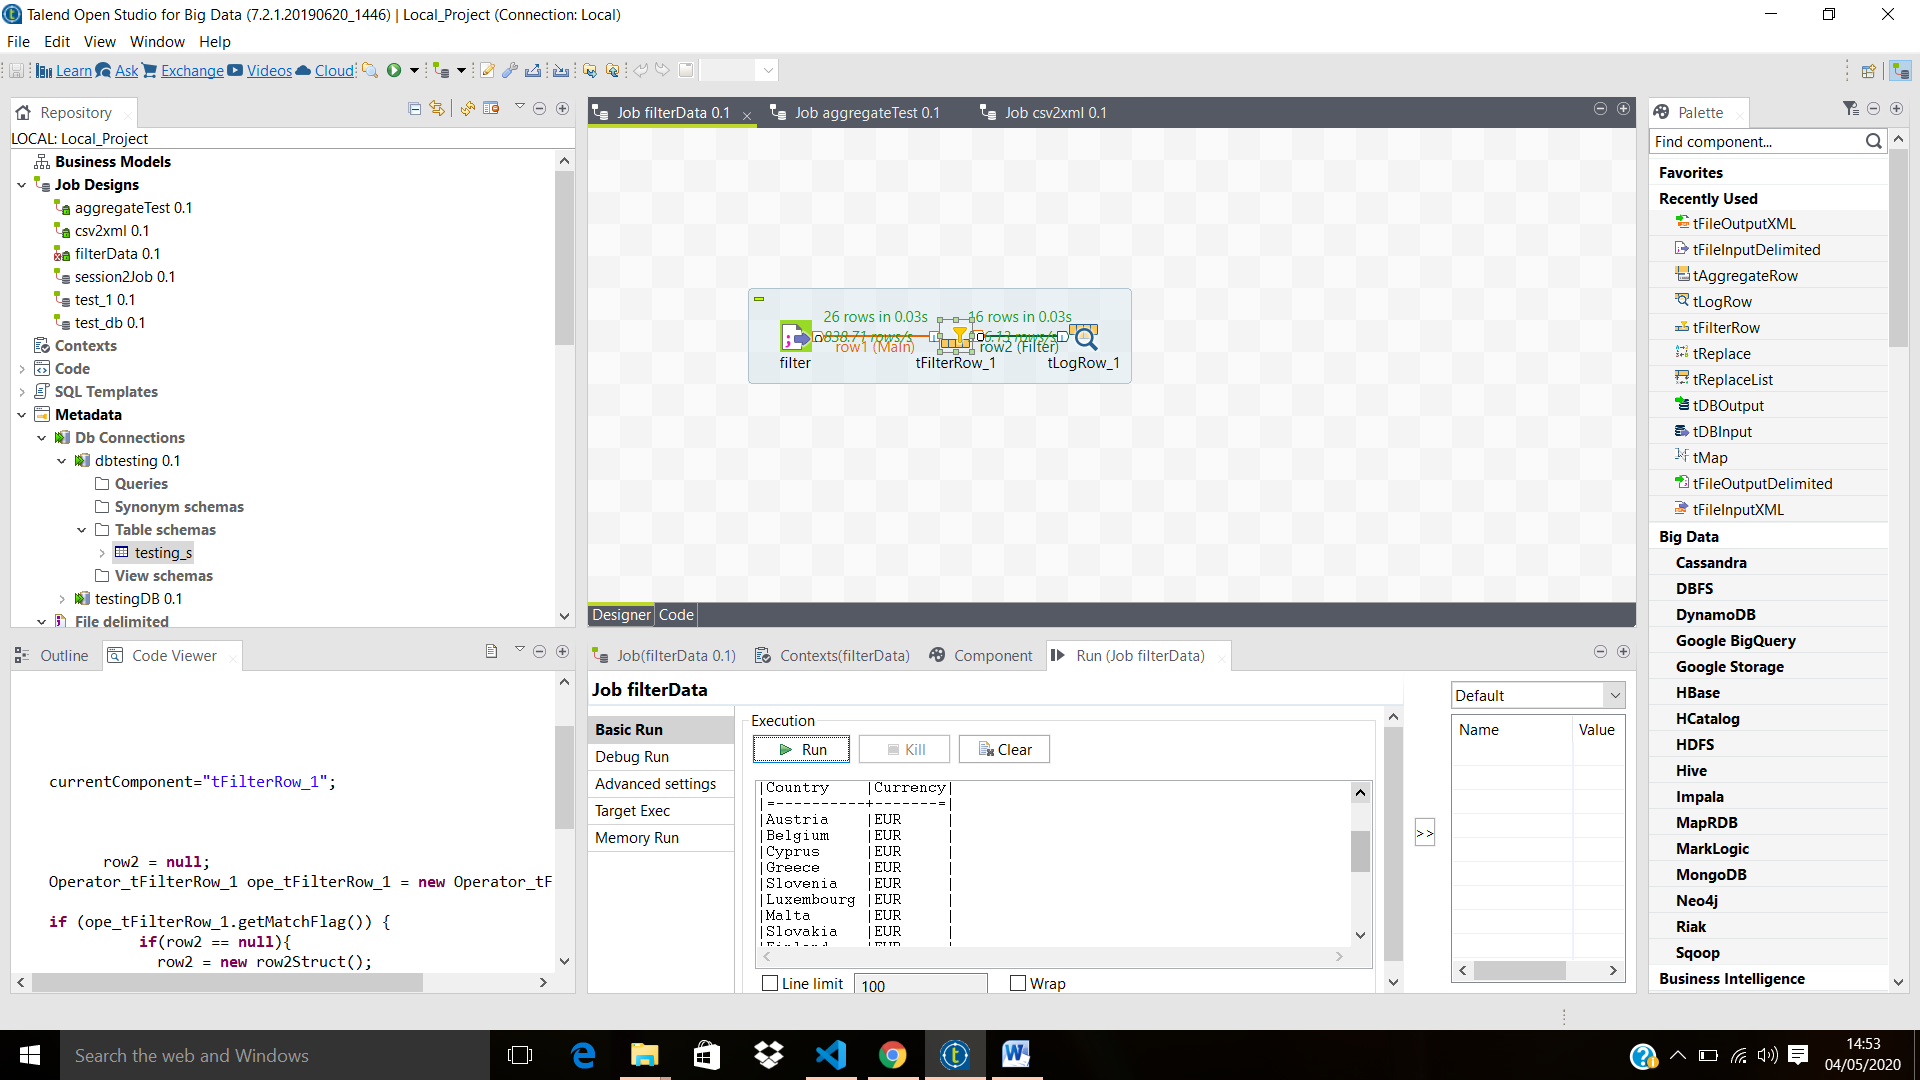 Talend Open Studio for Big Data (7.2.1.20190620_1446) | Local_Project (Connection: Local)
File Edit View Window Help
Learn Ask Exchange Videos Cloud
Repository
LOCAL: Local_Project
Business Models
Job Designs
aggregateTest 0.1
csv2xml 0.1
filterData 0.1
session2Job 0.1
test_1 0.1
test_db 0.1
Contexts
Code
SQL Templates
Metadata
Db Connections
dbtesting 0.1
Queries
Synonym schemas
Table schemas
testing_s
View schemas
testingDB 0.1
File delimited
Job filterData 0.1 Job aggregateTest 0.1 Job csv2xml 0.1
26 rows in 0.03s 16 rows in 0.03s
838.71 rows/s
row1 (Main) row2 (Filter)
filter tFilterRow_1 tLogRow_1
Designer Code
Palette
Find component...
Favorites
Recently Used
tFileOutputXML
tFileInputDelimited
tAggregateRow
tLogRow
tFilterRow
tReplace
tReplaceList
tDBOutput
tDBInput
tMap
tFileOutputDelimited
tFileInputXML
Big Data
Cassandra
DBFS
DynamoDB
Google BigQuery
Google Storage
HBase
HCatalog
HDFS
Hive
Impala
MapRDB
MarkLogic
MongoDB
Neo4j
Riak
Sqoop
Business Intelligence
Outline Code Viewer
currentComponent="tFilterRow_1";
row2 = null;
Operator_tFilterRow_1 ope_tFilterRow_1 = new Operator_tF
if (ope_tFilterRow_1.getMatchFlag()) {
if(row2 == null){
row2 = new row2Struct();
Job(filterData 0.1) Contexts(filterData) Component Run (Job filterData)
Job filterData
Basic Run
Debug Run
Advanced settings
Target Exec
Memory Run
Execution
Run Kill Clear
|Country |Currency|
|=----------+-------=|
|Austria |EUR |
|Belgium |EUR |
|Cyprus |EUR |
|Greece |EUR |
|Slovenia |EUR |
|Luxembourg |EUR |
|Malta |EUR |
|Slovakia |EUR |
|Finland |EUR |
Line limit 100 Wrap
>>
Default
Name Value
Search the web and Windows
14:53
04/05/2020